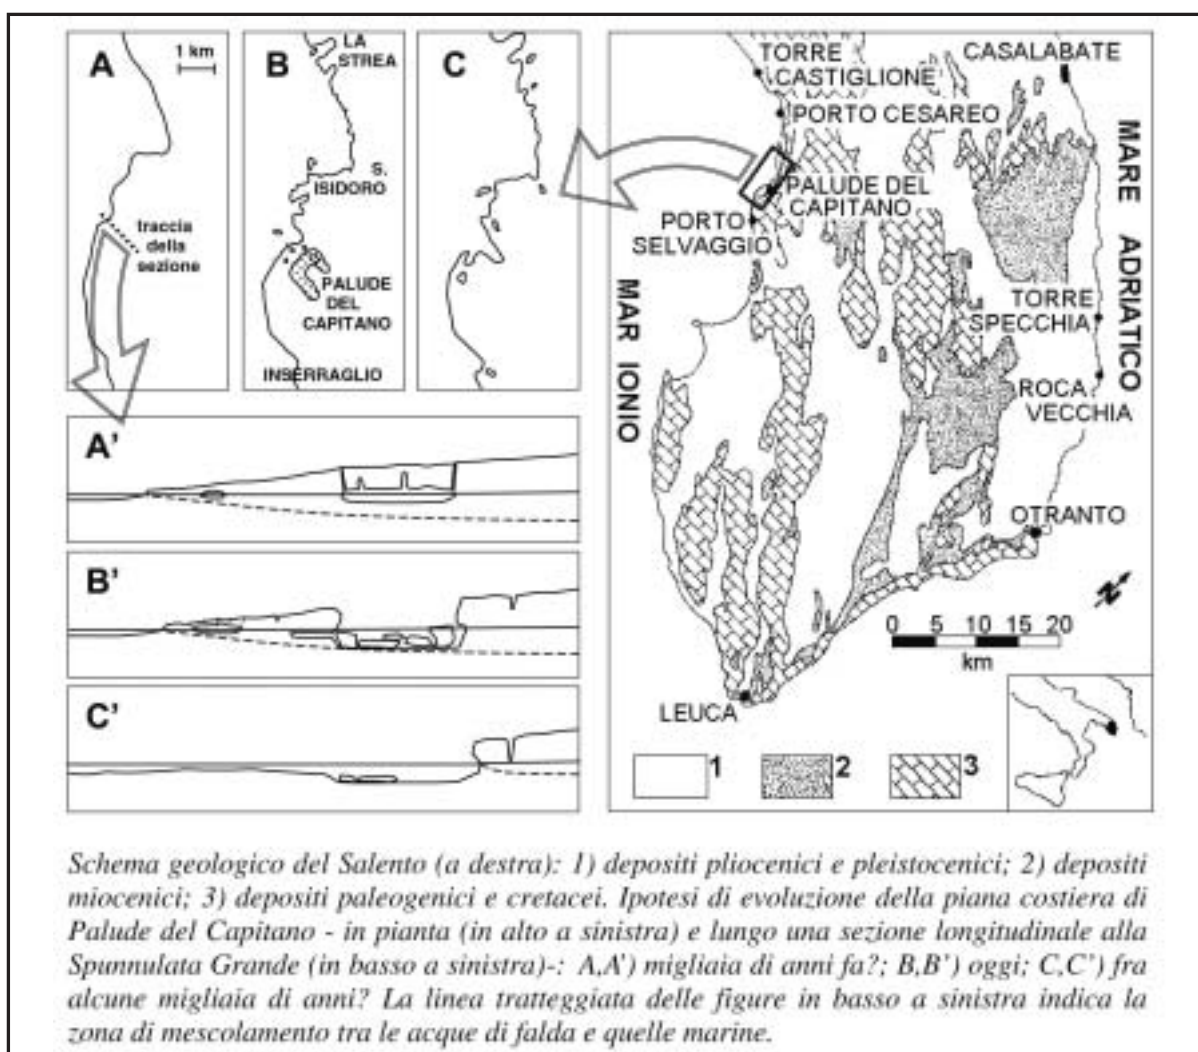 A
1 km
traccia
della
sezione
B
LA
STREA
S.
ISIDORO
PALUDE
DEL
CAPITANO
INSERRAGLIO
C
A'
B'
C'
TORRE
CASTIGLIONE
CASALABATE
PORTO CESAREO
PALUDE DEL
CAPITANO
PORTO
SELVAGGIO
MAR IONIO
MARE ADRIATICO
TORRE
SPECCHIA
ROCA
VECCHIA
OTRANTO
N
0 5 10 15 20
km
LEUCA
1 2 3
Schema geologico del Salento (a destra): 1) depositi pliocenici e pleistocenici; 2) depositi
miocenici; 3) depositi paleogenici e cretacei. Ipotesi di evoluzione della piana costiera di
Palude del Capitano - in pianta (in alto a sinistra) e lungo una sezione longitudinale alla
Spunnulata Grande (in basso a sinistra)-: A,A') migliaia di anni fa?; B,B') oggi; C,C') fra
alcune migliaia di anni? La linea tratteggiata delle figure in basso a sinistra indica la
zona di mescolamento tra le acque di falda e quelle marine.